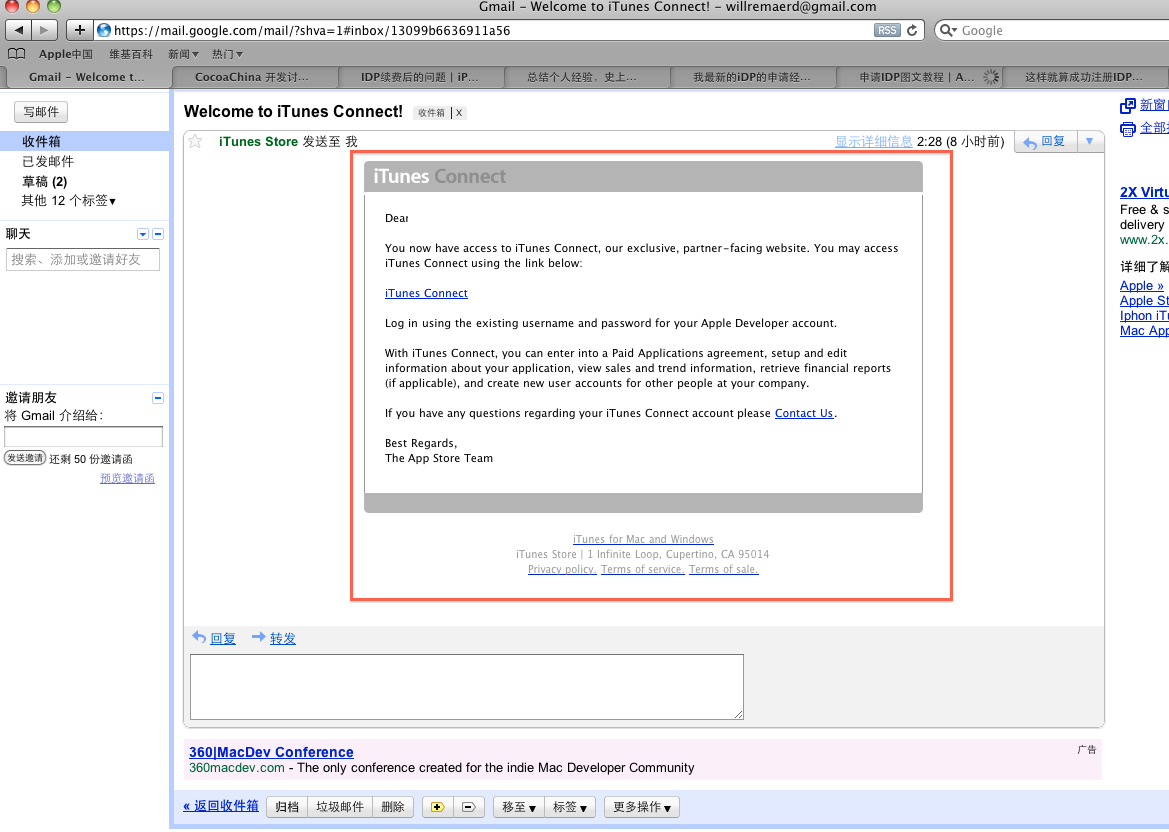 Gmail – Welcome to iTunes Connect! – willremaerd@gmail.com
https://mail.google.com/mail/?shva=1#inbox/13099b6636911a56
RSS
Google
Apple中国 维基百科 新闻▼ 热门▼
Gmail – Welcome t...
CocoaChina 开发讨...
IDP续费后的问题 | iP...
总结个人经验，史上...
我最新的iDP的申请经...
申请IDP图文教程 | A...
这样就算成功注册IDP...
写邮件
收件箱
已发邮件
草稿 (2)
其他 12 个标签▼
聊天
搜索、添加或邀请好友
邀请朋友
将 Gmail 介绍给：
发送邀请 还剩 50 份邀请函
预览邀请函
Welcome to iTunes Connect! 收件箱 | X
iTunes Store 发送至 我
显示详细信息 2:28 (8 小时前)
回复 ▼
iTunes Connect
Dear
You now have access to iTunes Connect, our exclusive, partner-facing website. You may access
iTunes Connect using the link below:
iTunes Connect
Log in using the existing username and password for your Apple Developer account.
With iTunes Connect, you can enter into a Paid Applications agreement, setup and edit
information about your application, view sales and trend information, retrieve financial reports
(if applicable), and create new user accounts for other people at your company.
If you have any questions regarding your iTunes Connect account please Contact Us.
Best Regards,
The App Store Team
iTunes for Mac and Windows
iTunes Store | 1 Infinite Loop, Cupertino, CA 95014
Privacy policy. Terms of service. Terms of sale.
回复 转发
360|MacDev Conference
广告
360macdev.com - The only conference created for the indie Mac Developer Community
« 返回收件箱 归档 垃圾邮件 删除 移至▼ 标签▼ 更多操作▼
新窗
全部
2X Virtu
Free & s
delivery
www.2x.
详细了解
Apple »
Apple St
Iphon iTu
Mac App